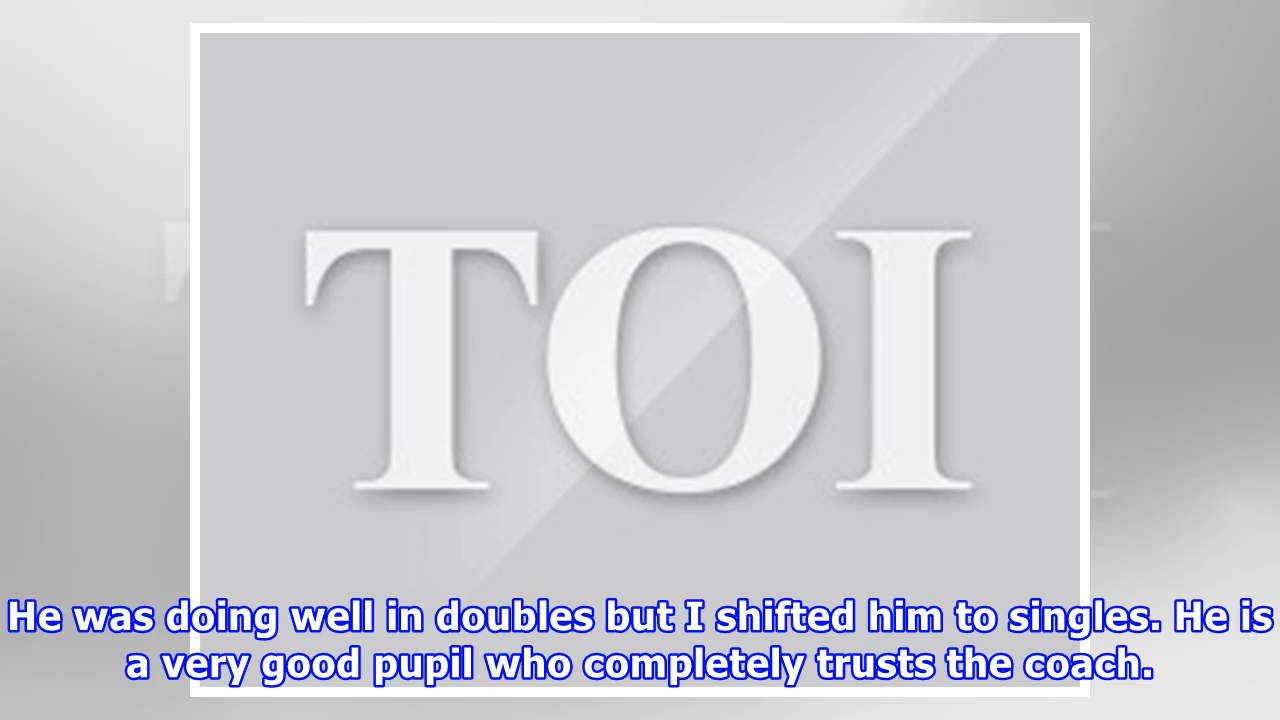 TOI
He was doing well in doubles but I shifted him to singles. He is
a very good pupil who completely trusts the coach.